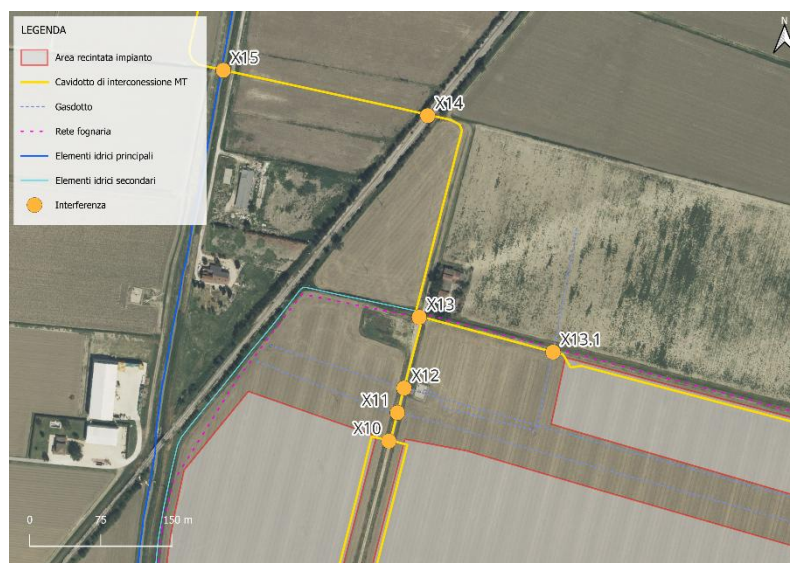 LEGENDA
Area recintata impianto
Cavidotto di interconessione MT
Gasdotto
Rete fognaria
Elementi idrici principali
Elementi idrici secondari
Interferenza
N
X15
X14
X13
X13.1
X12
X11
X10
0 75 150 m